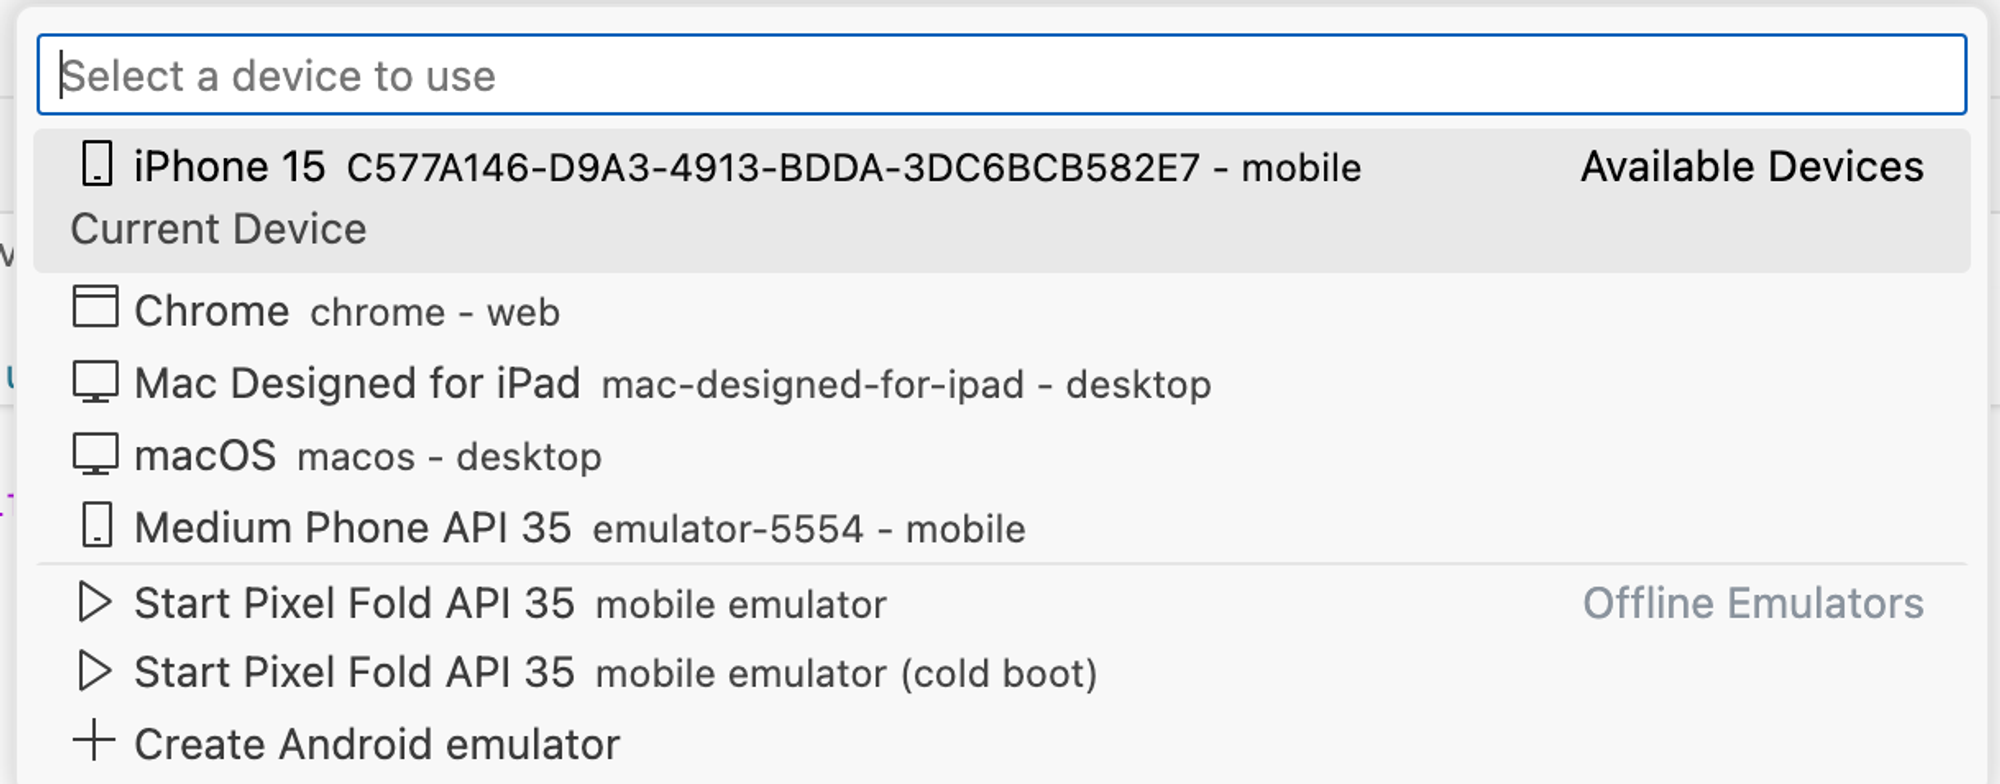 Select a device to use
iPhone 15 C577A146-D9A3-4913-BDDA-3DC6BCB582E7 - mobile Available Devices
Current Device
Chrome chrome - web
Mac Designed for iPad mac-designed-for-ipad - desktop
macOS macos - desktop
Medium Phone API 35 emulator-5554 - mobile
Start Pixel Fold API 35 mobile emulator Offline Emulators
Start Pixel Fold API 35 mobile emulator (cold boot)
Create Android emulator